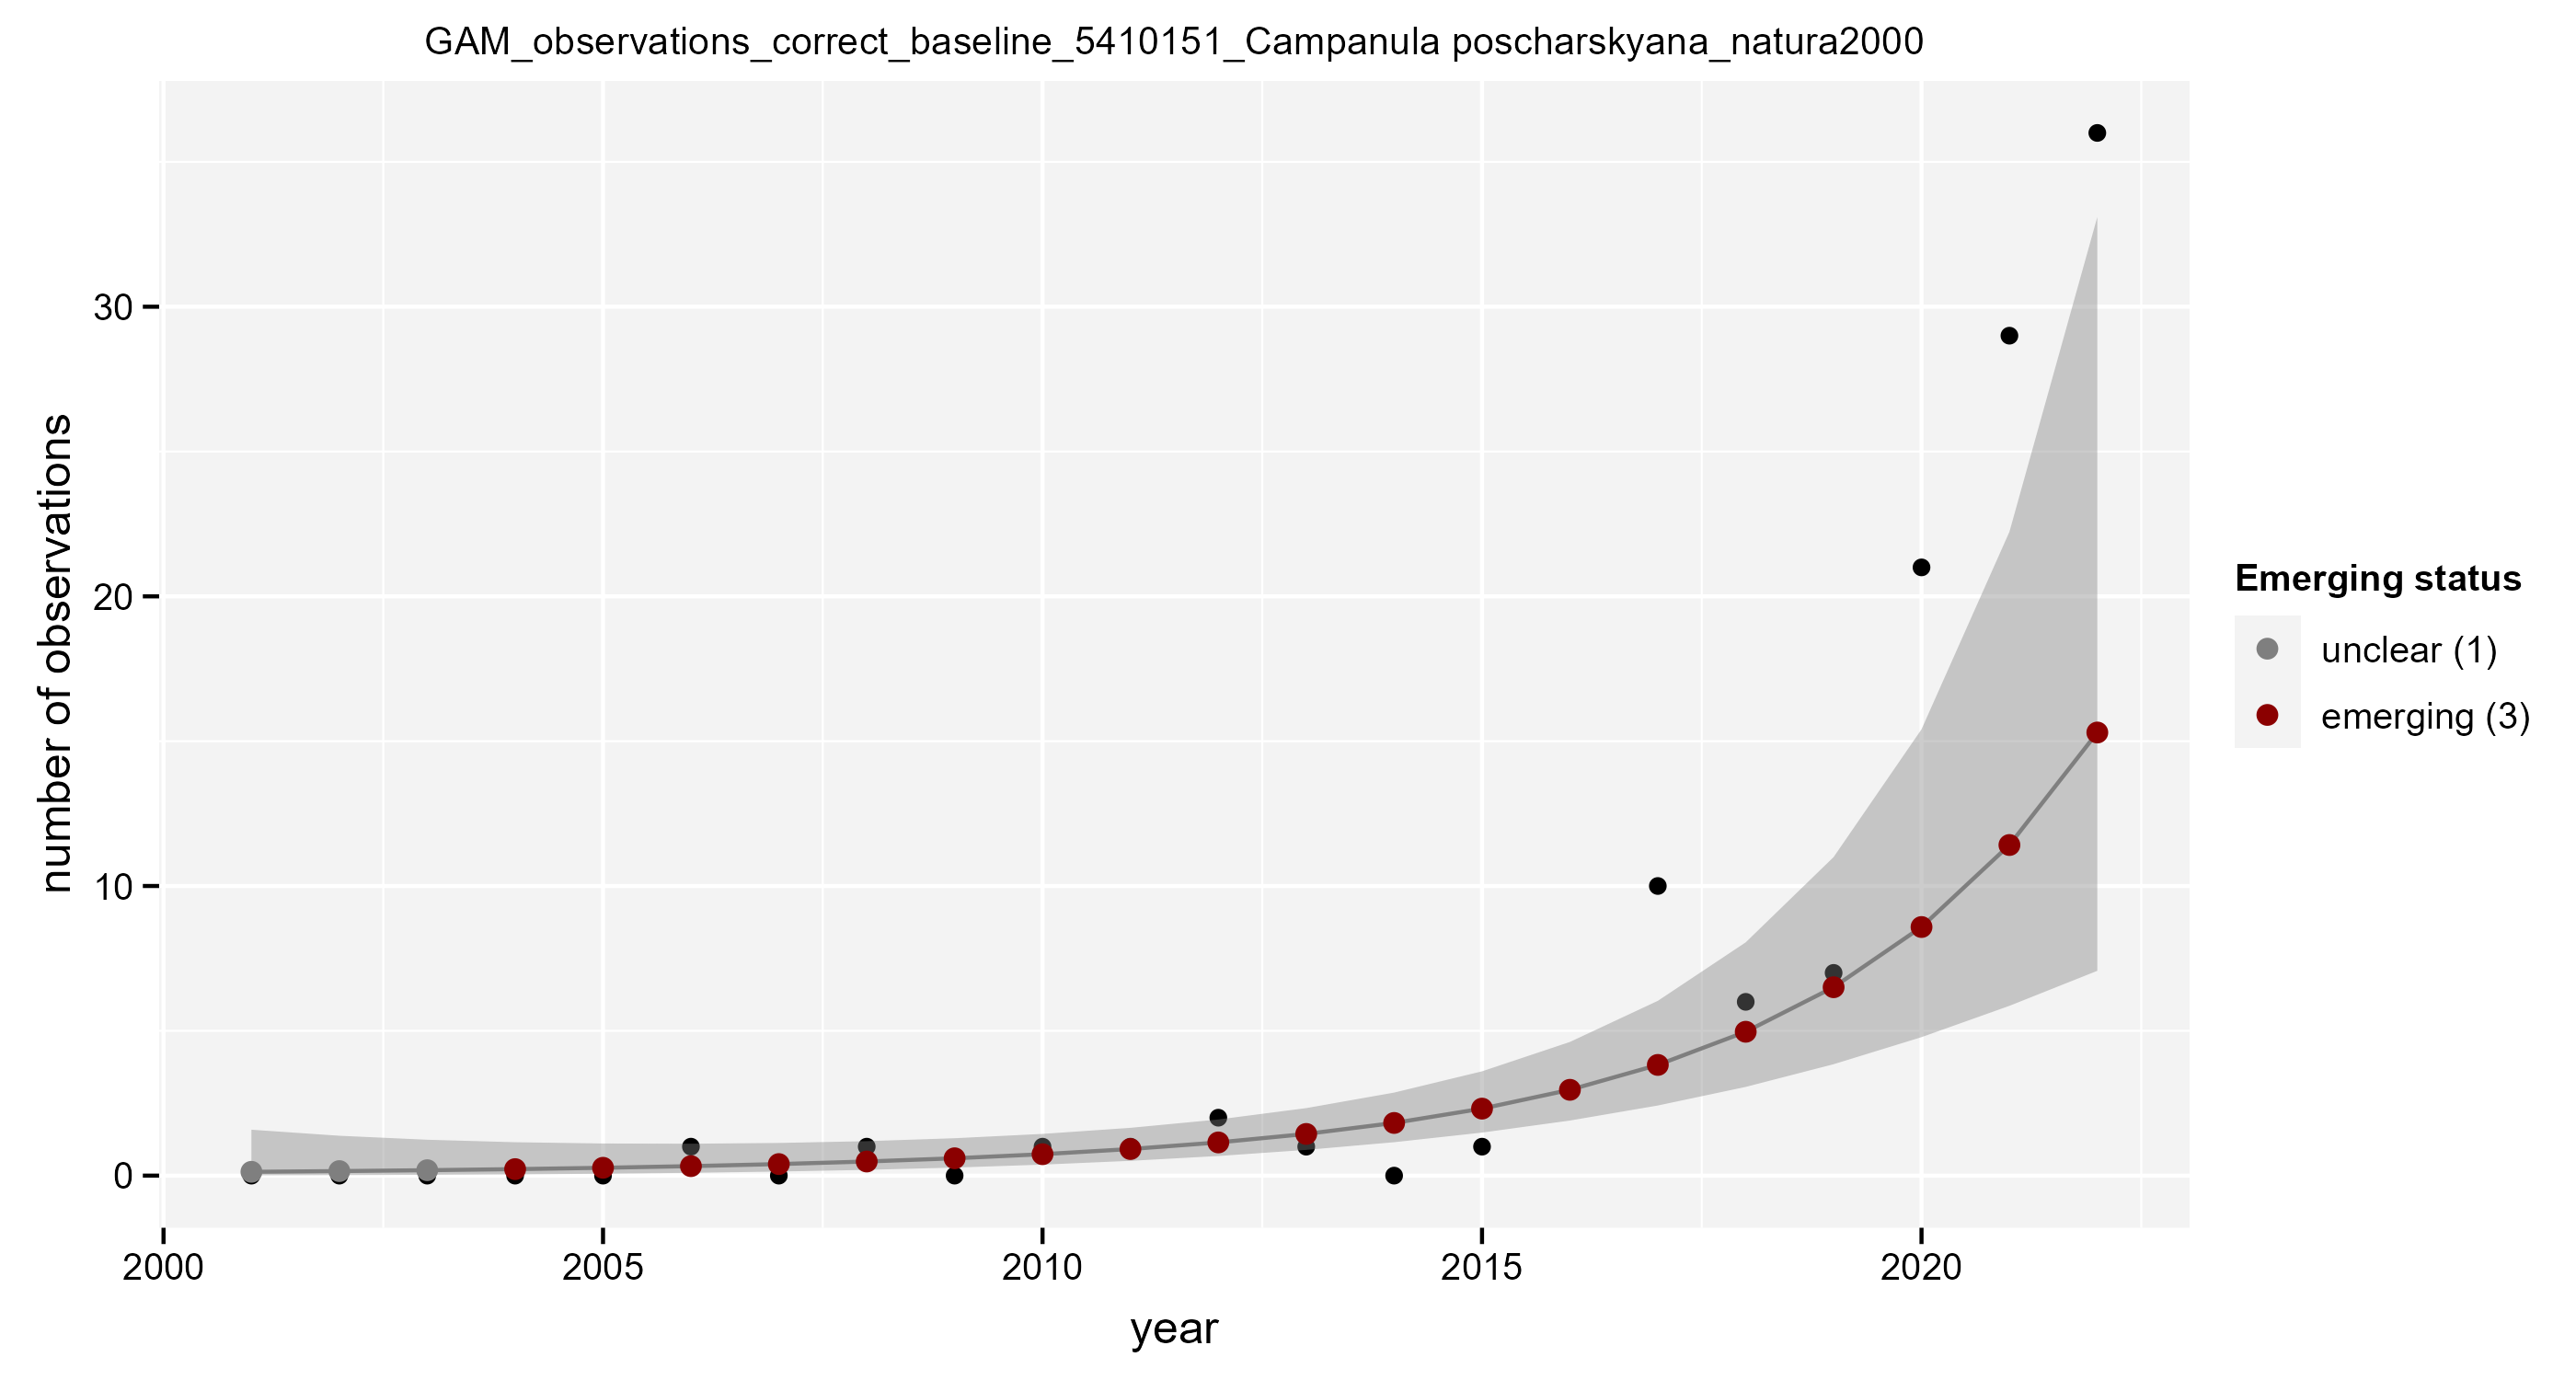 GAM_observations_correct_baseline_5410151_Campanula poscharskyana_natura2000
number of observations
30
20
10
0
2000 2005 2010 2015 2020
year
Emerging status
unclear (1)
emerging (3)